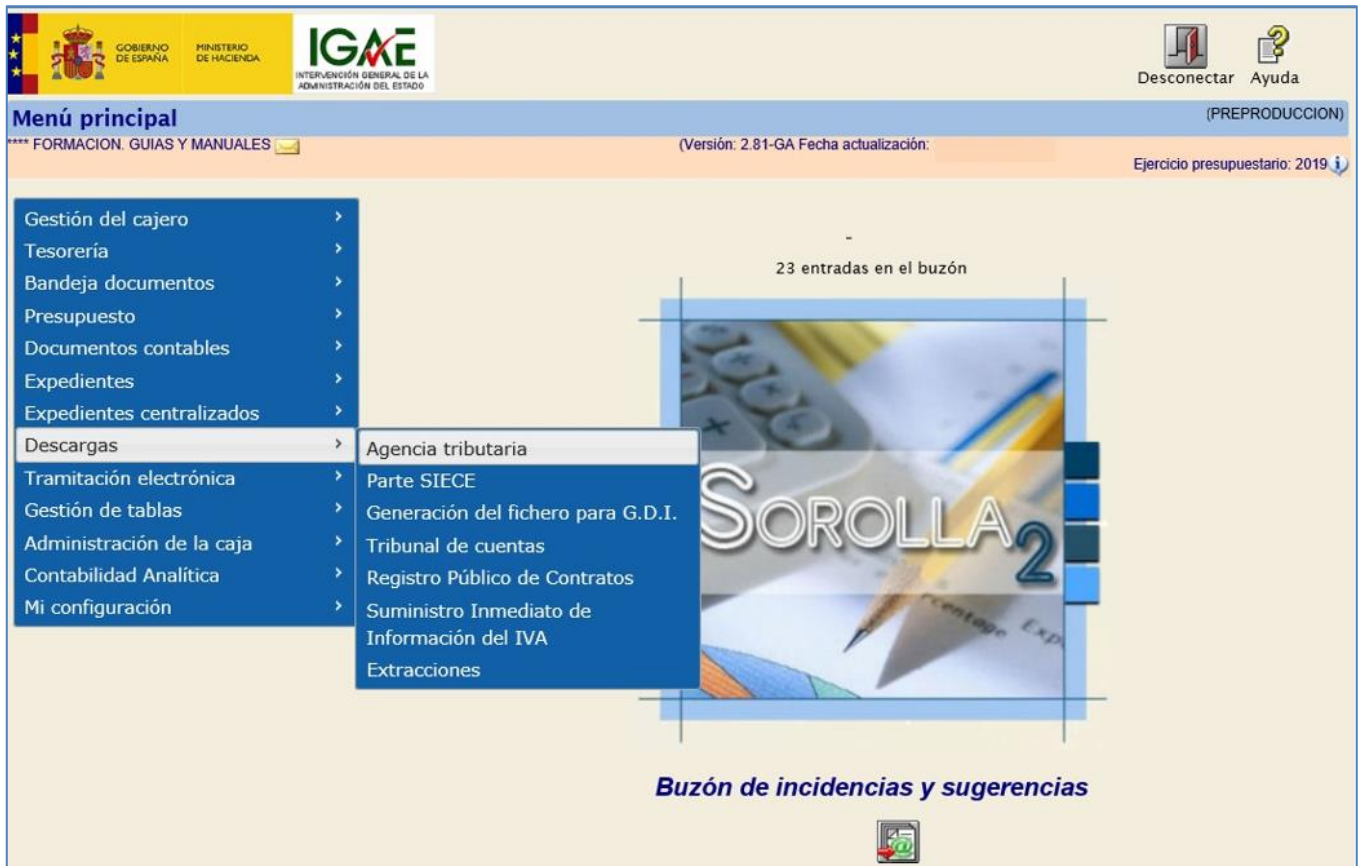 GOBIERNO
DE ESPAÑA
MINISTERIO
DE HACIENDA
IGAE
INTERVENCIÓN GENERAL DE LA
ADMINISTRACIÓN DEL ESTADO
Desconectar Ayuda
Menú principal
(PREPRODUCCION)
**** FORMACION. GUIAS Y MANUALES
(Versión: 2.81-GA Fecha actualización:
Ejercicio presupuestario: 2019
Gestión del cajero
Tesorería
Bandeja documentos
Presupuesto
Documentos contables
Expedientes
Expedientes centralizados
Descargas
Tramitación electrónica
Gestión de tablas
Administración de la caja
Contabilidad Analítica
Mi configuración
Agencia tributaria
Parte SIECE
Generación del fichero para G.D.I.
Tribunal de cuentas
Registro Público de Contratos
Suministro Inmediato de
Información del IVA
Extracciones
-
23 entradas en el buzón
SOROLLA2
Buzón de incidencias y sugerencias